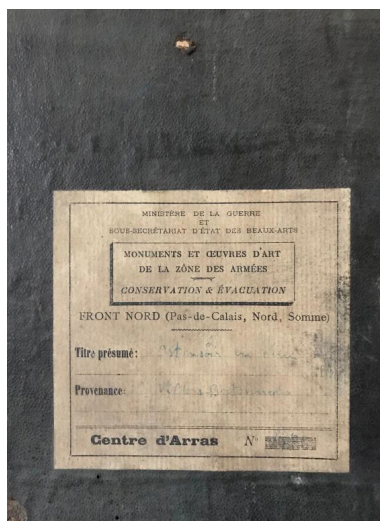 MINISTÈRE DE LA GUERRE
ET
SOUS-SECRÉTARIAT D'ÉTAT DES BEAUX-ARTS
MONUMENTS ET ŒUVRES D'ART
DE LA ZÔNE DES ARMÉES
CONSERVATION & ÉVACUATION
FRONT NORD (Pas-de-Calais, Nord, Somme)
Titre présumé:
Provenance:
Centre d'Arras N°